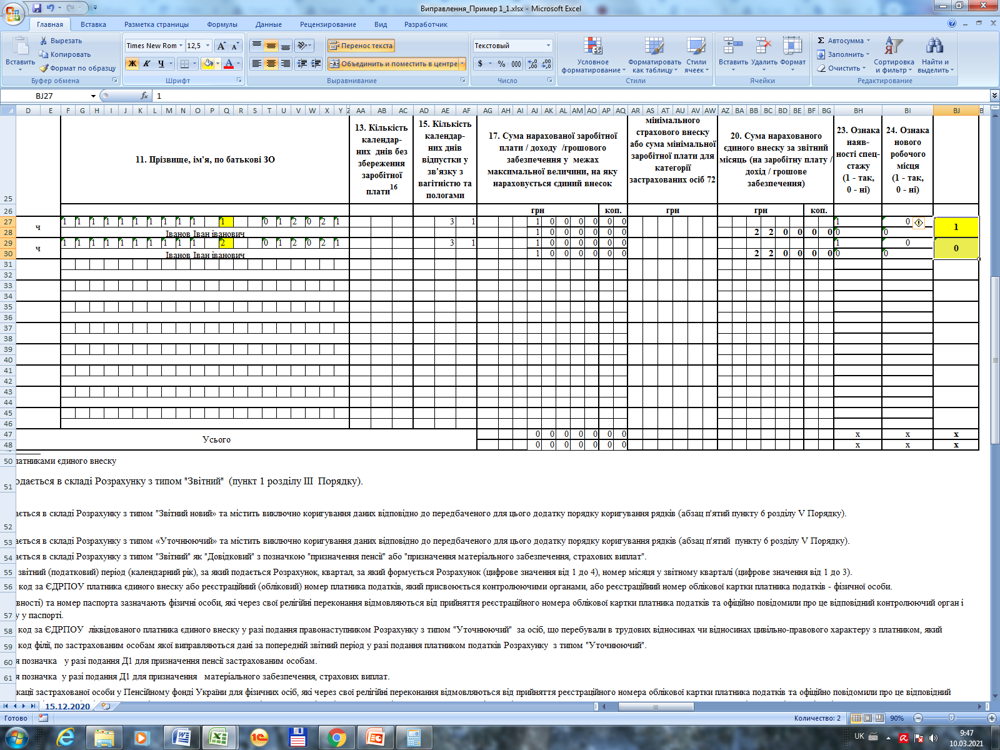 Виправлення_Пример 1_1.xlsx - Microsoft Excel
Главная Вставка Разметка страницы Формулы Данные Рецензирование Вид Разработчик
Вставить
Вырезать
Копировать
Формат по образцу
Буфер обмена
Times New Rom 12,5
Ж К Ч
Шрифт
Перенос текста
Объединить и поместить в центре
Выравнивание
Текстовый
$ % 000
Число
Условное форматирование
Форматировать как таблицу
Стили ячеек
Стили
Вставить Удалить Формат
Ячейки
Σ Автосумма
Заполнить
Очистить
Сортировка и фильтр
Найти и выделить
Редактирование
BJ27 fx 1
D E F G H I J K L M N O P Q R S T U V W X Y Z AA AB AC AD AE AF AG AH AI AJ AK AL AM AO AP AQ AR AS AT AU AV AW AZ BA BB BC BD BE BF BG BH BI BJ B
11. Прізвище, ім'я, по батькові ЗО
13. Кількість
календар-
них днів без
збереження
заробітної
плати16
15. Кількість
календар-
них днів
відпустки у
зв'язку з
вагітністю та
пологами
17. Сума нарахованої заробітної
плати / доходу /грошового
забезпечення у межах
максимальної величини, на яку
нараховується єдиний внесок
мінімального
страхового внеску
або сума мінімальної
заробітної плати для
категорії
застрахованих осіб 72
20. Сума нарахованого
єдиного внеску за звітний
місяць (на заробітну плату /
дохід / грошове
забезпечення)
23. Ознака
наяв-
ності спец-
стажу
(1 - так,
0 - ні)
24. Ознака
нового
робочого
місця
(1 - так,
0 - ні)
25
26 грн коп. грн грн коп.
27 ч 1 1 1 1 1 1 1 1 1 1 1 0 1 2 0 2 1 3 1 1 0 0 0 0 0 0 1 0 1
28 Іванов Іван іванович 1 0 0 0 0 0 0 2 2 0 0 0 0 0 0
29 ч 1 1 1 1 1 1 1 1 1 1 2 0 1 2 0 2 1 3 1 1 0 0 0 0 0 0 1 0 0
30 Іванов Іван іванович 1 0 0 0 0 0 0 2 2 0 0 0 0 0 0
31
32
33
34
35
36
37
38
39
40
41
42
43
44
45
46
47 Усього 0 0 0 0 0 0 0 х х х
48 0 0 0 0 0 0 0 х х х
50 латниками єдиного внеску
51 одається в складі Розрахунку з типом "Звітний" (пункт 1 розділу III Порядку).
52 ається в складі Розрахунку з типом "Звітний новий» та містить виключно коригування даних відповідно до передбаченого для цього додатку порядку коригування рядків (абзац п'ятий пункту 6 розділу V Порядку).
53 ається в складі Розрахунку з типом «Уточнюючий» та містить виключно коригування даних відповідно до передбаченого для цього додатку порядку коригування рядків (абзац п'ятий пункту 6 розділу V Порядку).
54 ається в складі Розрахунку з типом "Звітний" як "Довідковий" з позначкою "призначення пенсії" або "призначення матеріального забезпечення, страхових виплат".
55 звітний (податковий) період (календарний рік), за який подається Розрахунок, квартал, за який формується Розрахунок (цифрове значення від 1 до 4), номер місяця у звітному кварталі (цифрове значення від 1 до 3).
56 код за ЄДРПОУ платника єдиного внеску або реєстраційний (обліковий) номер платника податків, який присвоюється контролюючими органами, або реєстраційний номер облікової картки платника податків - фізичної особи.
вності) та номер паспорта зазначають фізичні особи, які через свої релігійні переконання відмовляються від прийняття реєстраційного номера облікової картки платника податків та офіційно повідомили про це відповідний контролюючий орган і
57 у у паспорті.
58 код за ЄДРПОУ ліквідованого платника єдиного внеску у разі подання правонаступником Розрахунку з типом "Уточнюючий" за осіб, що перебували в трудових відносинах чи відносинах цивільно-правового характеру з платником, який
59 код філії, по застрахованим особам якої виправляються дані за попередній звітний період у разі подання платником податків Розрахунку з типом "Уточнюючий".
60 я позначка у разі подання Д1 для призначення пенсії застрахованим особам.
61 я позначка у разі подання Д1 для призначення матеріального забезпечення, страхових виплат.
кації застрахованої особи у Пенсійному фонді України для фізичних осіб, які через свої релігійні переконання відмовляються від прийняття реєстраційного номера облікової картки платника податків та офіційно повідомили про це відповідний
15.12.2020
Готово Количество: 2 90%
UK 9:47
10.03.2021